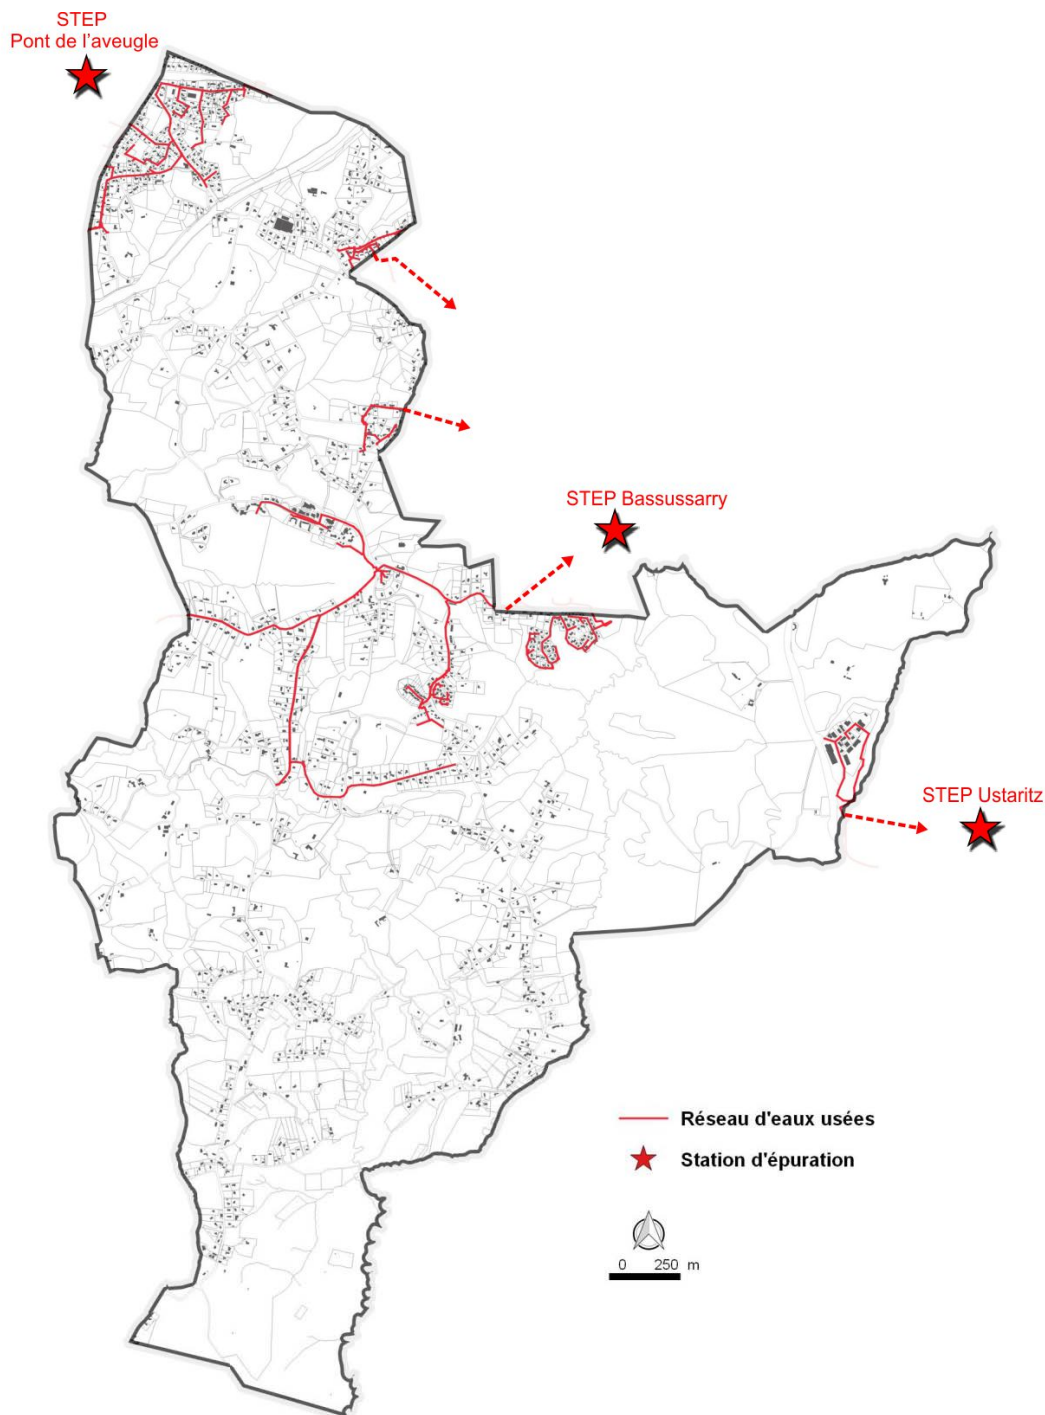 STEP
Pont de l'aveugle
STEP Bassussarry
STEP Ustaritz
Réseau d'eaux usées
Station d'épuration
0 250 m